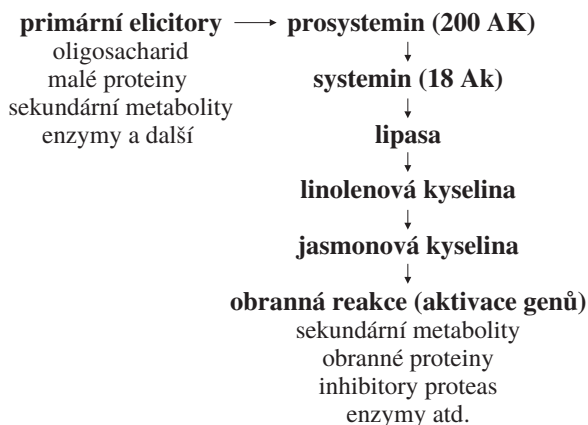 primární elicitory → prosystemin (200 AK)
oligosacharid
malé proteiny
sekundární metabolity
enzymy a další
systemin (18 Ak)
lipasa
linolenová kyselina
jasmonová kyselina
obranná reakce (aktivace genů)
sekundární metabolity
obranné proteiny
inhibitory proteas
enzymy atd.